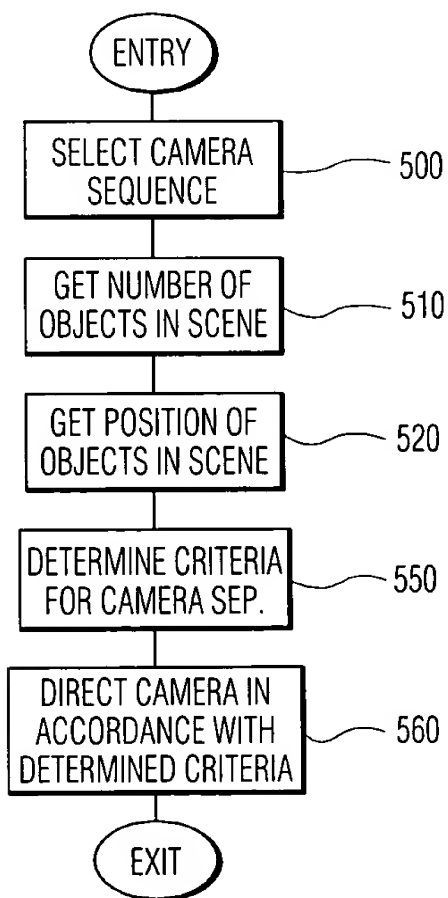 ENTRY
SELECT CAMERA
SEQUENCE
500
GET NUMBER OF
OBJECTS IN SCENE
510
GET POSITION OF
OBJECTS IN SCENE
520
DETERMINE CRITERIA
FOR CAMERA SEP.
550
DIRECT CAMERA IN
ACCORDANCE WITH
DETERMINED CRITERIA
560
EXIT